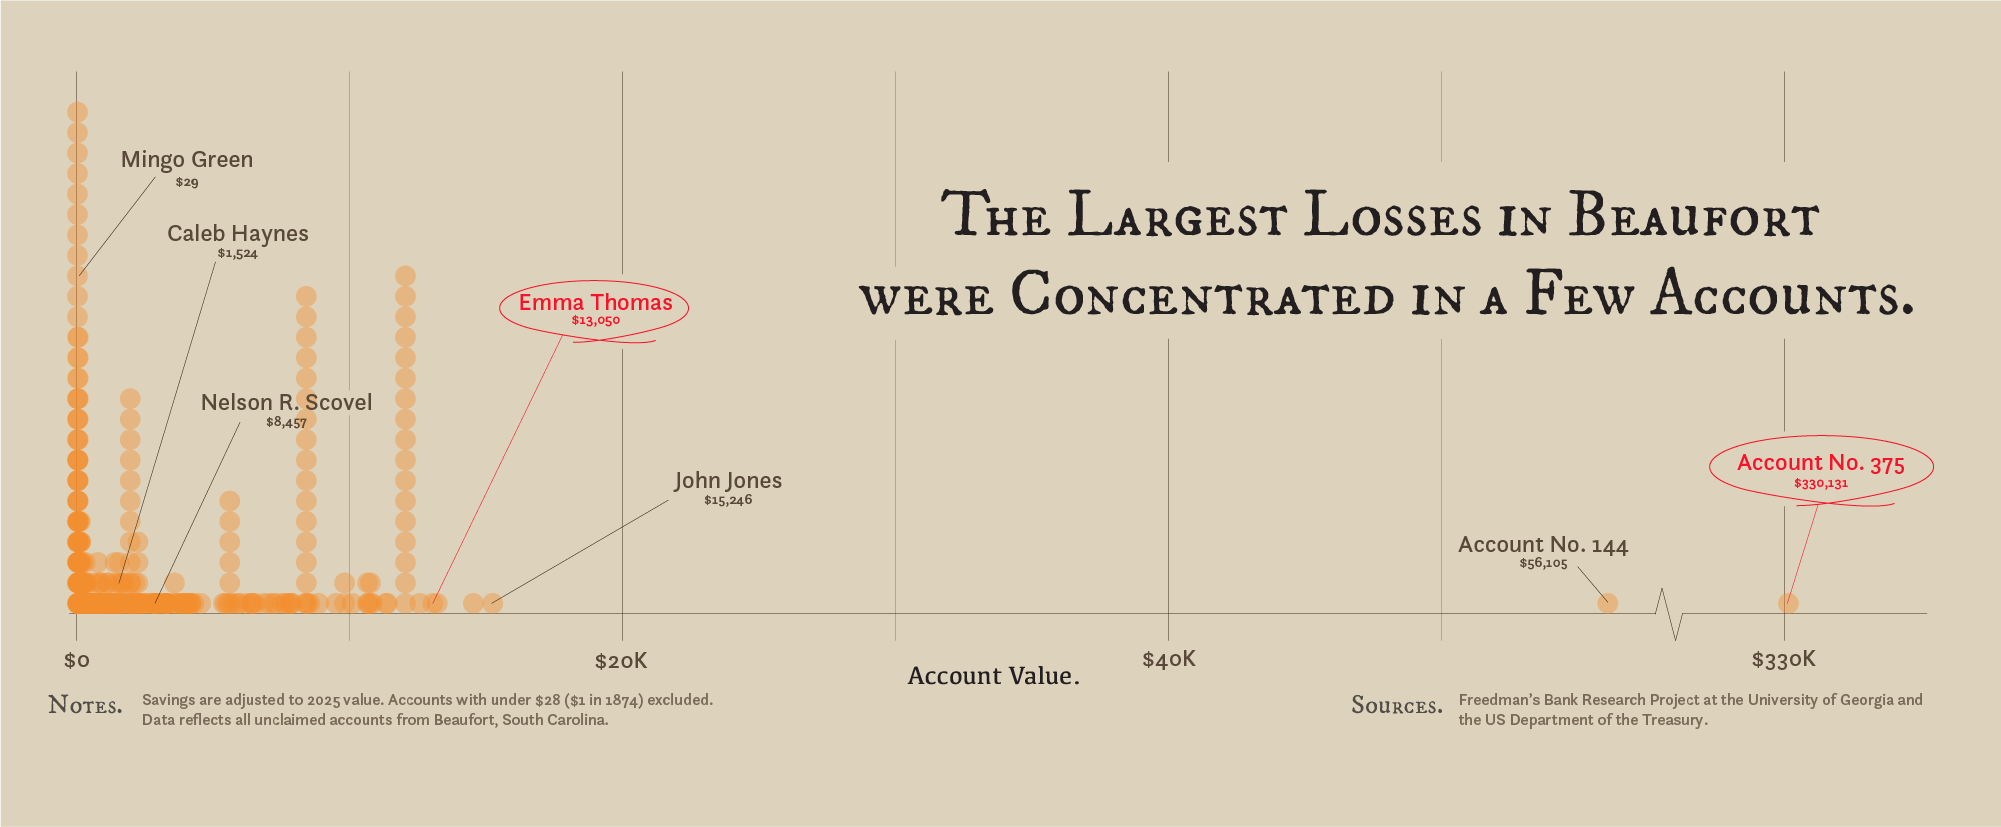 Mingo Green
$29
Caleb Haynes
$1,524
The Largest Losses in Beaufort
were Concentrated in a Few Accounts.
Emma Thomas
$13,050
Nelson R. Scovel
$8,457
John Jones
$15,246
Account No. 375
$330,131
Account No. 144
$56,105
$0
$20K
$40K
$330K
Account Value.
Notes.
Savings are adjusted to 2025 value. Accounts with under $28 ($1 in 1874) excluded.
Data reflects all unclaimed accounts from Beaufort, South Carolina.
Sources.
Freedman's Bank Research Project at the University of Georgia and
the US Department of the Treasury.